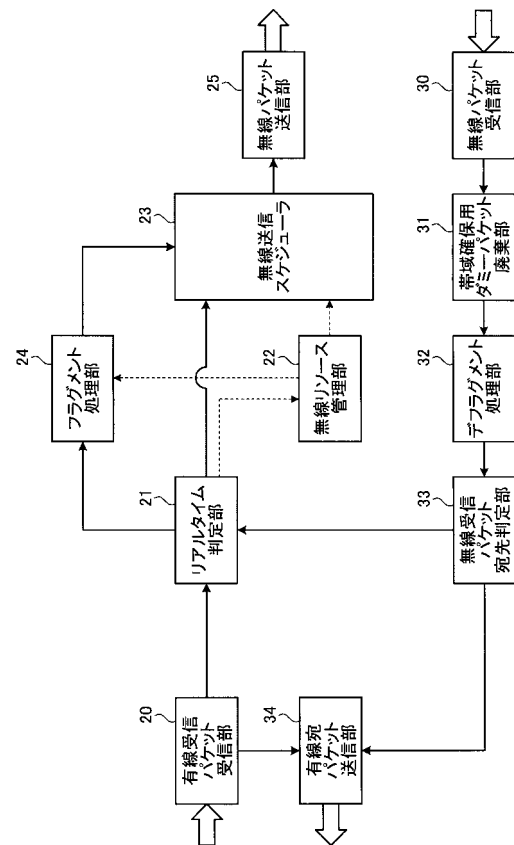 20
有線受信
パケット
受信部
34
有線宛
パケット
送信部
21
リアルタイム
判定部
24
フラグメント
処理部
22
無線リソース
管理部
23
無線送信
スケジューラ
25
無線パケット
送信部
30
無線パケット
受信部
31
帯域確保用
ダミーパケット
廃棄部
32
デフラグメント
処理部
33
無線受信
パケット
宛先判定部